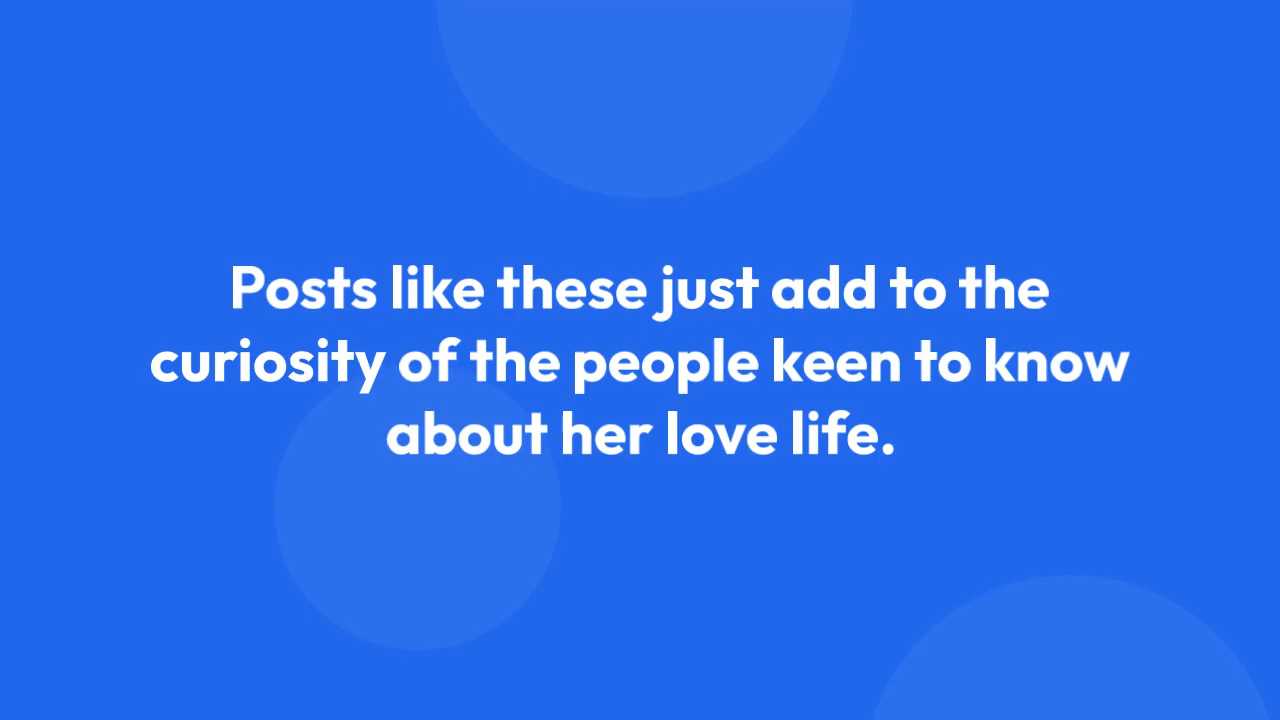 Posts like these just add to the
curiosity of the people keen to know
about her love life.